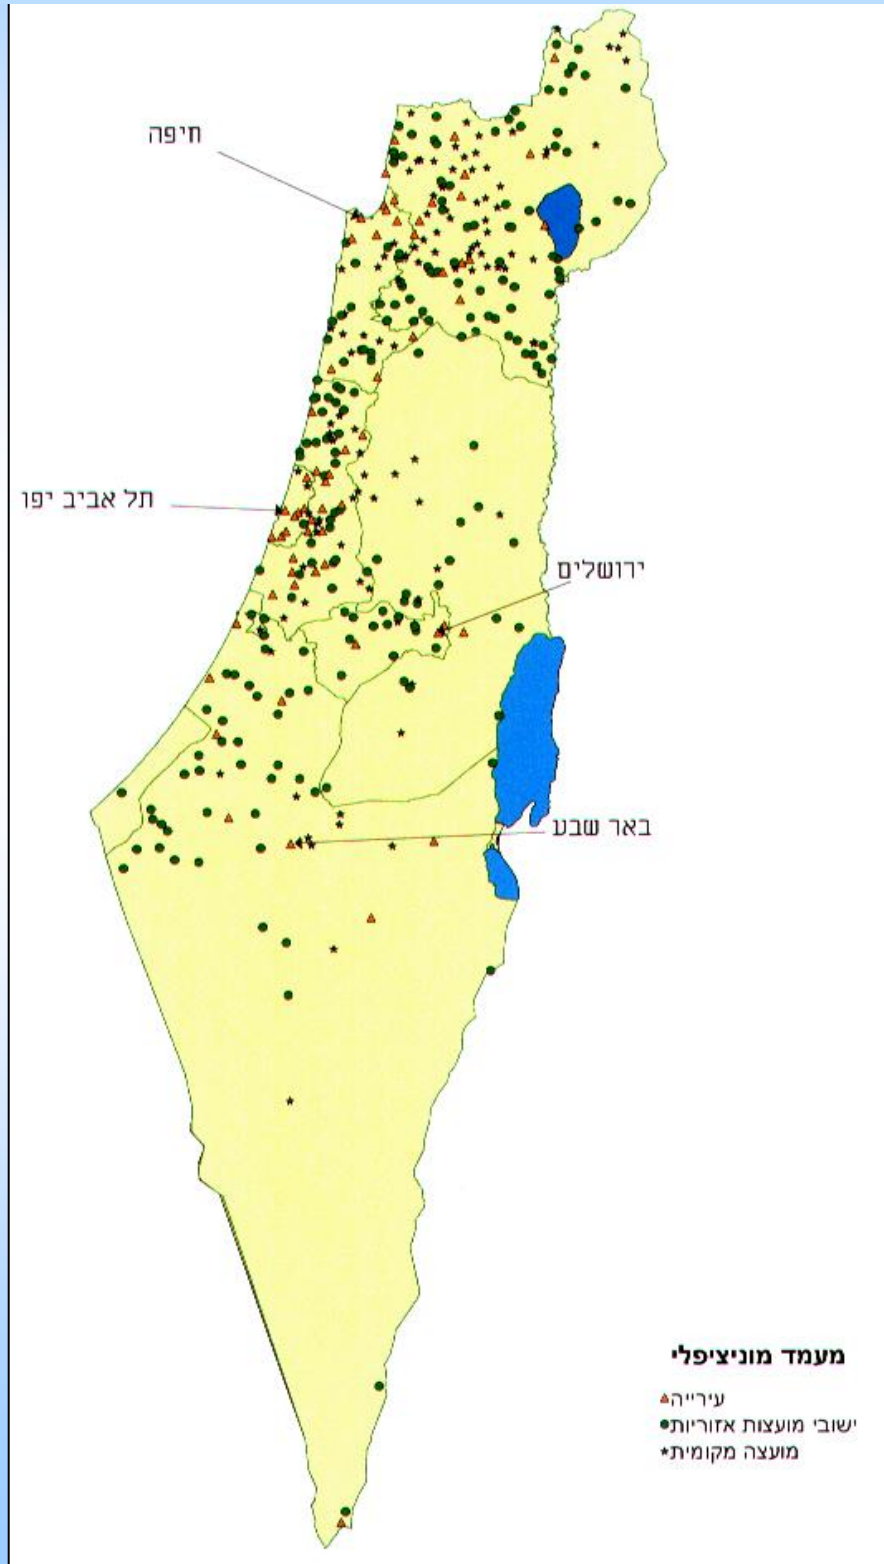 חיפה
תל אביב יפו
ירושלים
באר שבע
מעמד מוניציפלי
עירייה
ישובי מועצות אזוריות
מועצה מקומית